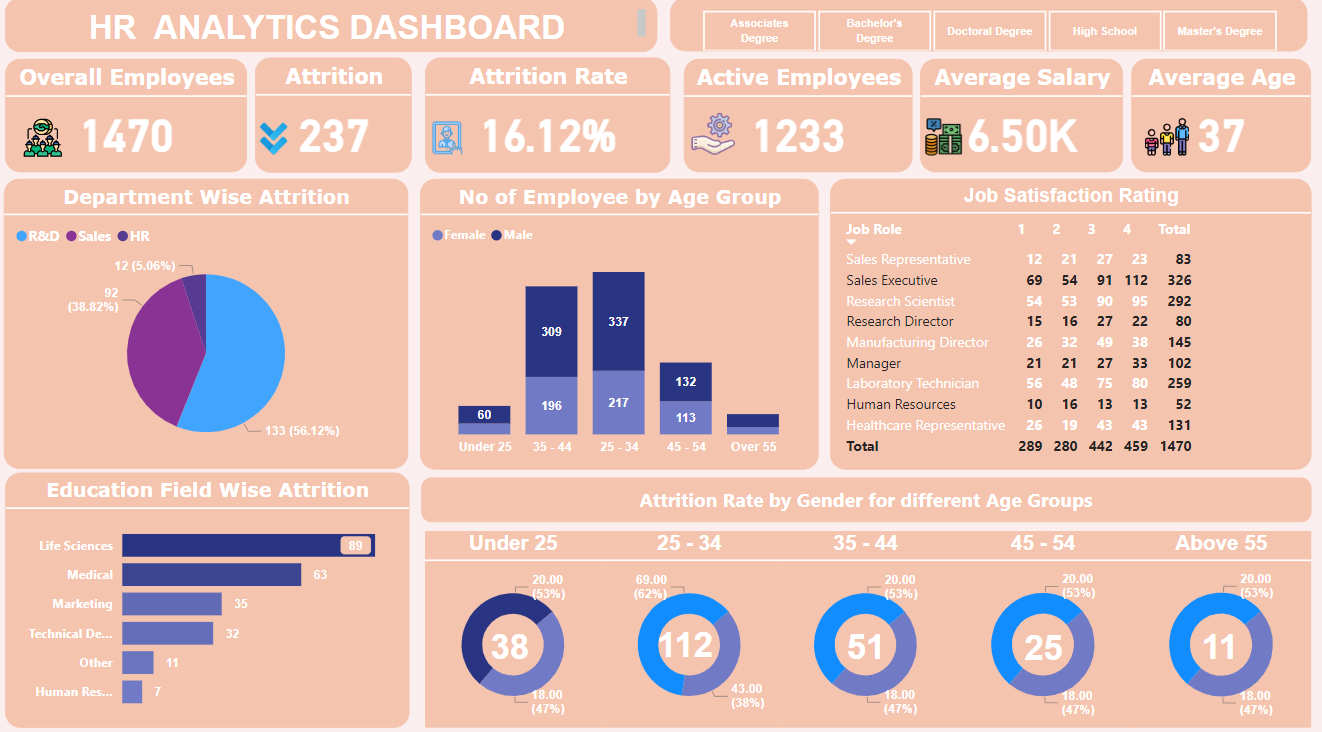 HR  ANALYTICS DASHBOARD
Associates
Degree
Bachelor's
Degree
Doctoral Degree
High School
Master's Degree
Overall Employees
1470
Attrition
237
Attrition Rate
16.12%
Active Employees
1233
Average Salary
6.50K
Average Age
37
Department Wise Attrition
R&D Sales HR
12 (5.06%)
92
(38.82%)
133 (56.12%)
No of Employee by Age Group
Female Male
60
309
196
337
217
132
113
Under 25 35 - 44 25 - 34 45 - 54 Over 55
Job Satisfaction Rating
Job Role 1 2 3 4 Total
Sales Representative 12 21 27 23 83
Sales Executive 69 54 91 112 326
Research Scientist 54 53 90 95 292
Research Director 15 16 27 22 80
Manufacturing Director 26 32 49 38 145
Manager 21 21 27 33 102
Laboratory Technician 56 48 75 80 259
Human Resources 10 16 13 13 52
Healthcare Representative 26 19 43 43 131
Total 289 280 442 459 1470
Education Field Wise Attrition
Life Sciences 89
Medical 63
Marketing 35
Technical De... 32
Other 11
Human Res... 7
Attrition Rate by Gender for different Age Groups
Under 25
20.00
(53%)
38
18.00
(47%)
25 - 34
69.00
(62%)
112
43.00
(38%)
35 - 44
20.00
(53%)
51
18.00
(47%)
45 - 54
20.00
(53%)
25
18.00
(47%)
Above 55
20.00
(53%)
11
18.00
(47%)